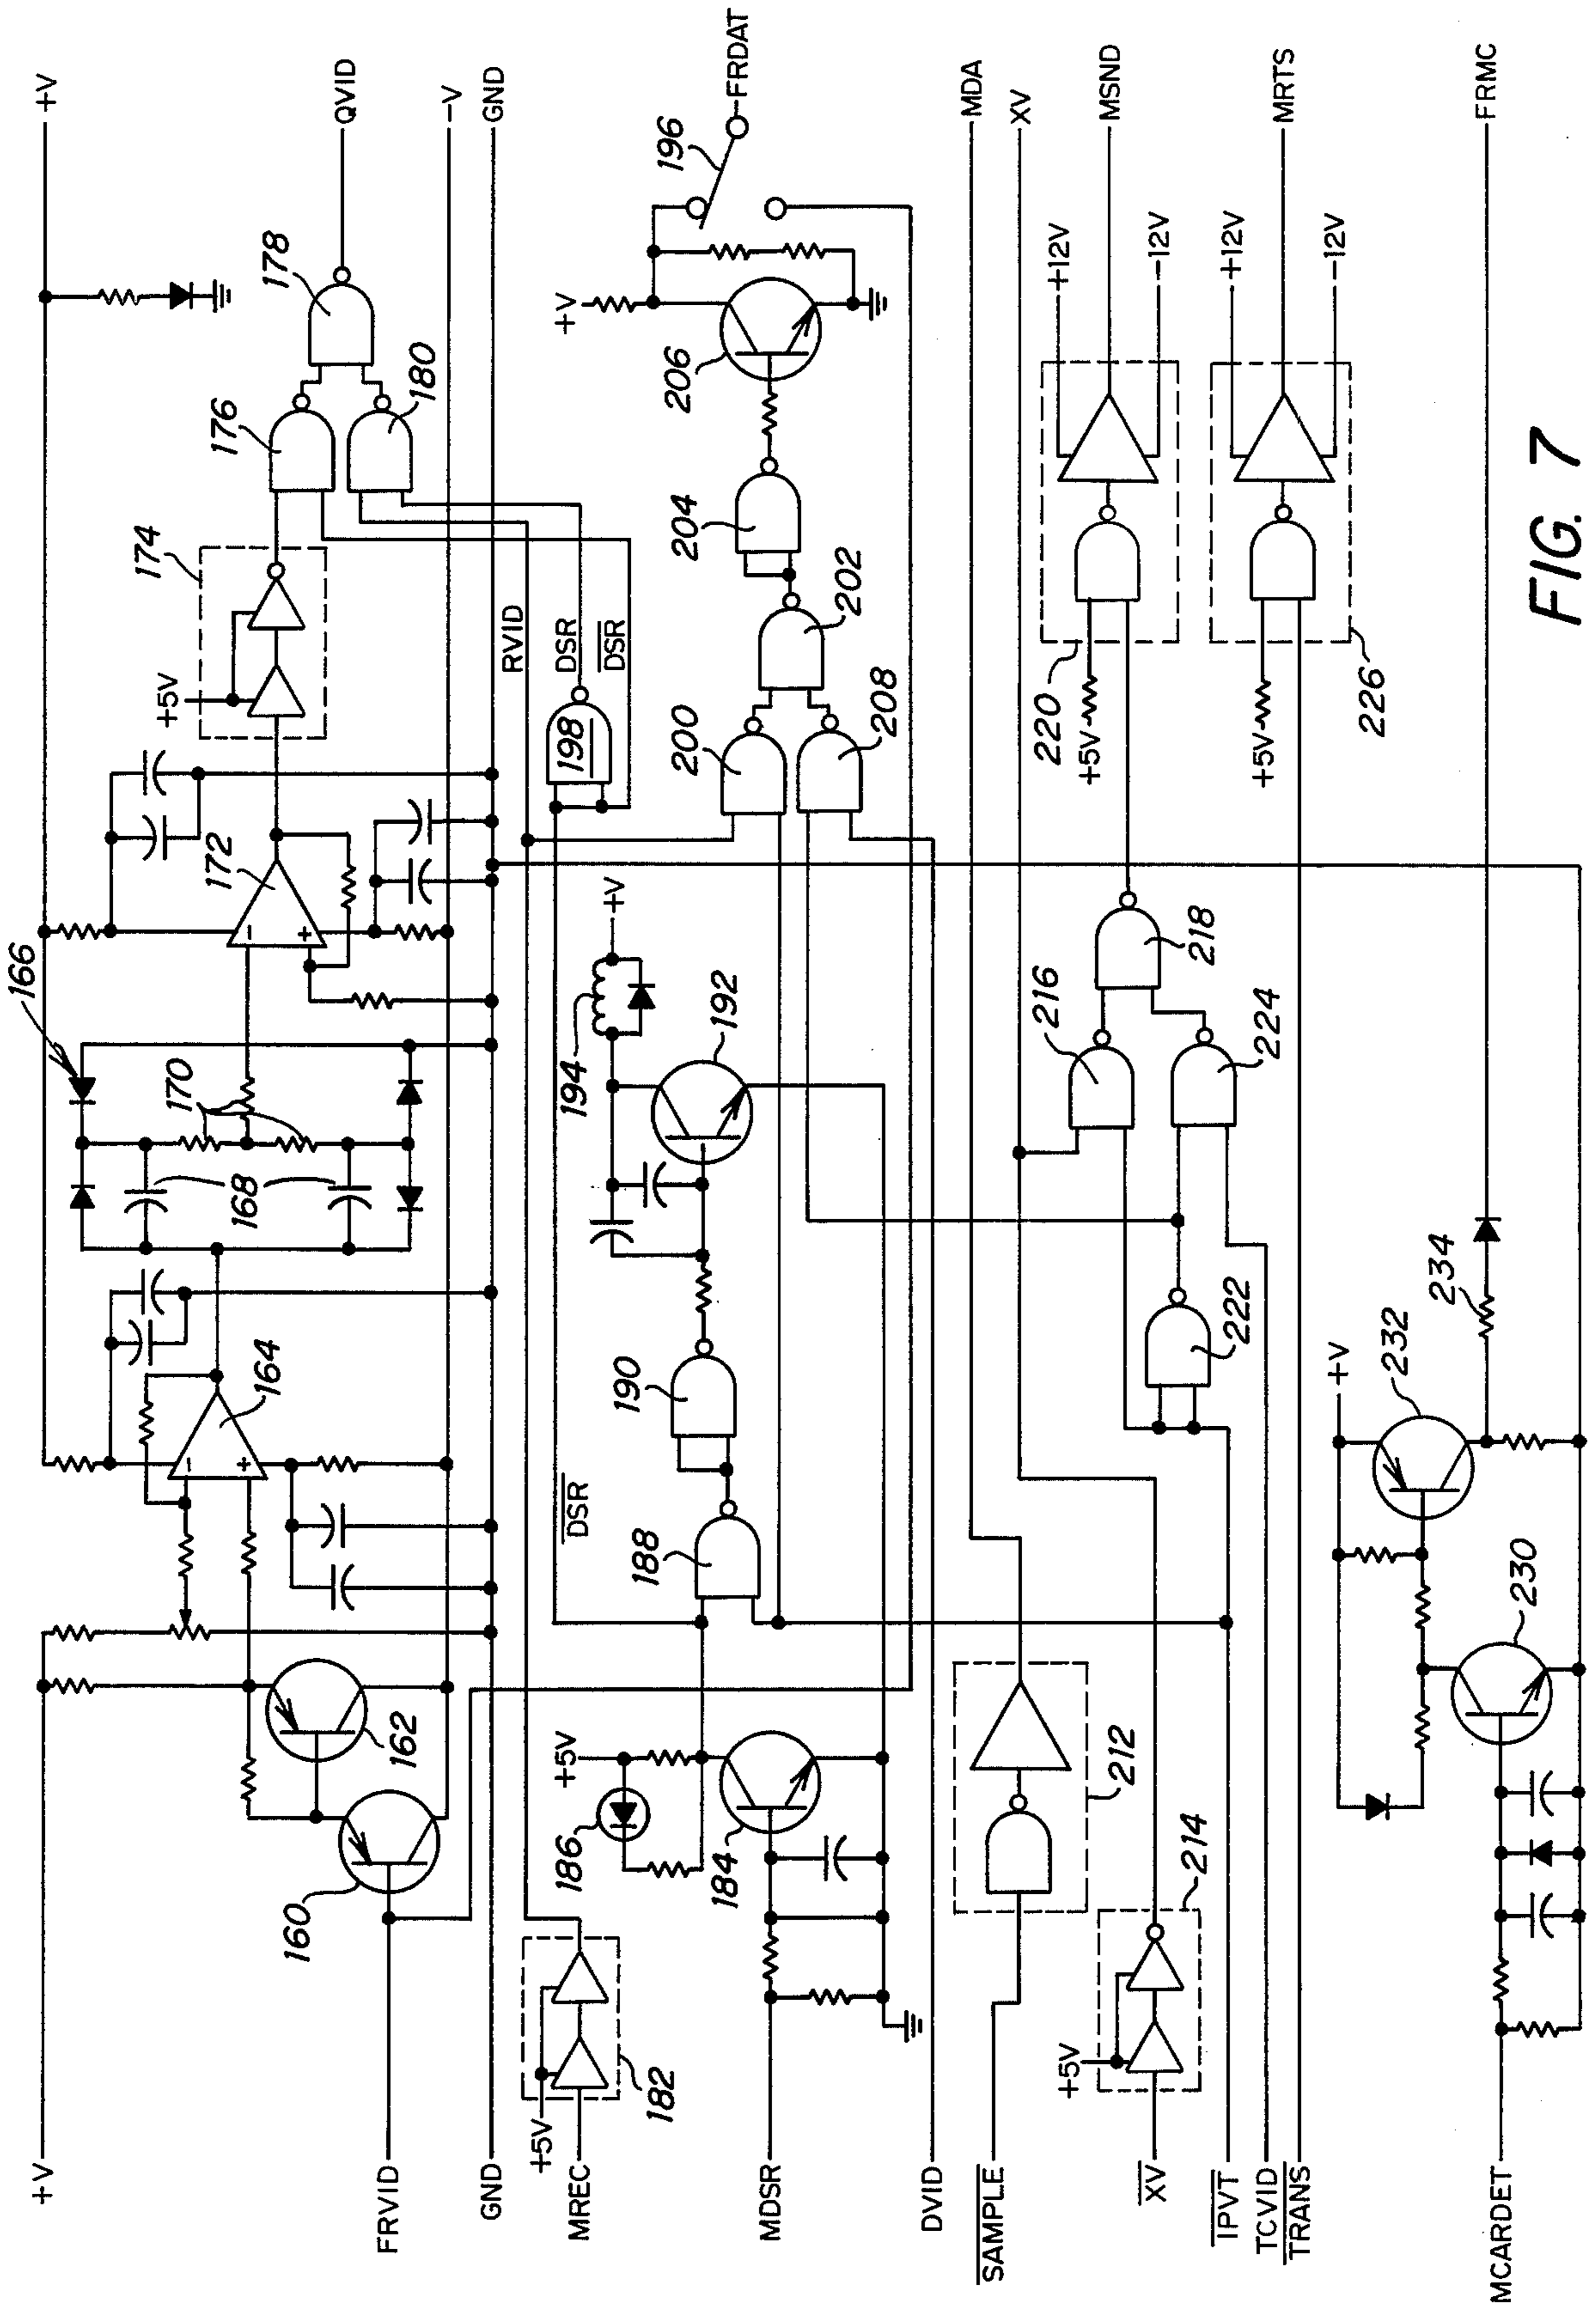 +V
+V
166
QVID
-V
GND
FRVID
GND
160
162
164
168
170
172
+5V
174
176
178
180
RVID
DSR
DSR
198
+5V
MREC
182
DSR
MDSR
184
186
+5V
188
190
192
194
+V
200
202
204
206
208
+V
196
FRDAT
DVID
SAMPLE
212
MDA
XV
+5V
XV
214
IPVT
TCVID
TRANS
216
218
222
224
+5V
220
+12V
-12V
MSND
+5V
226
+12V
-12V
MRTS
MCARDET
230
232
+V
234
FRMC
FIG. 7